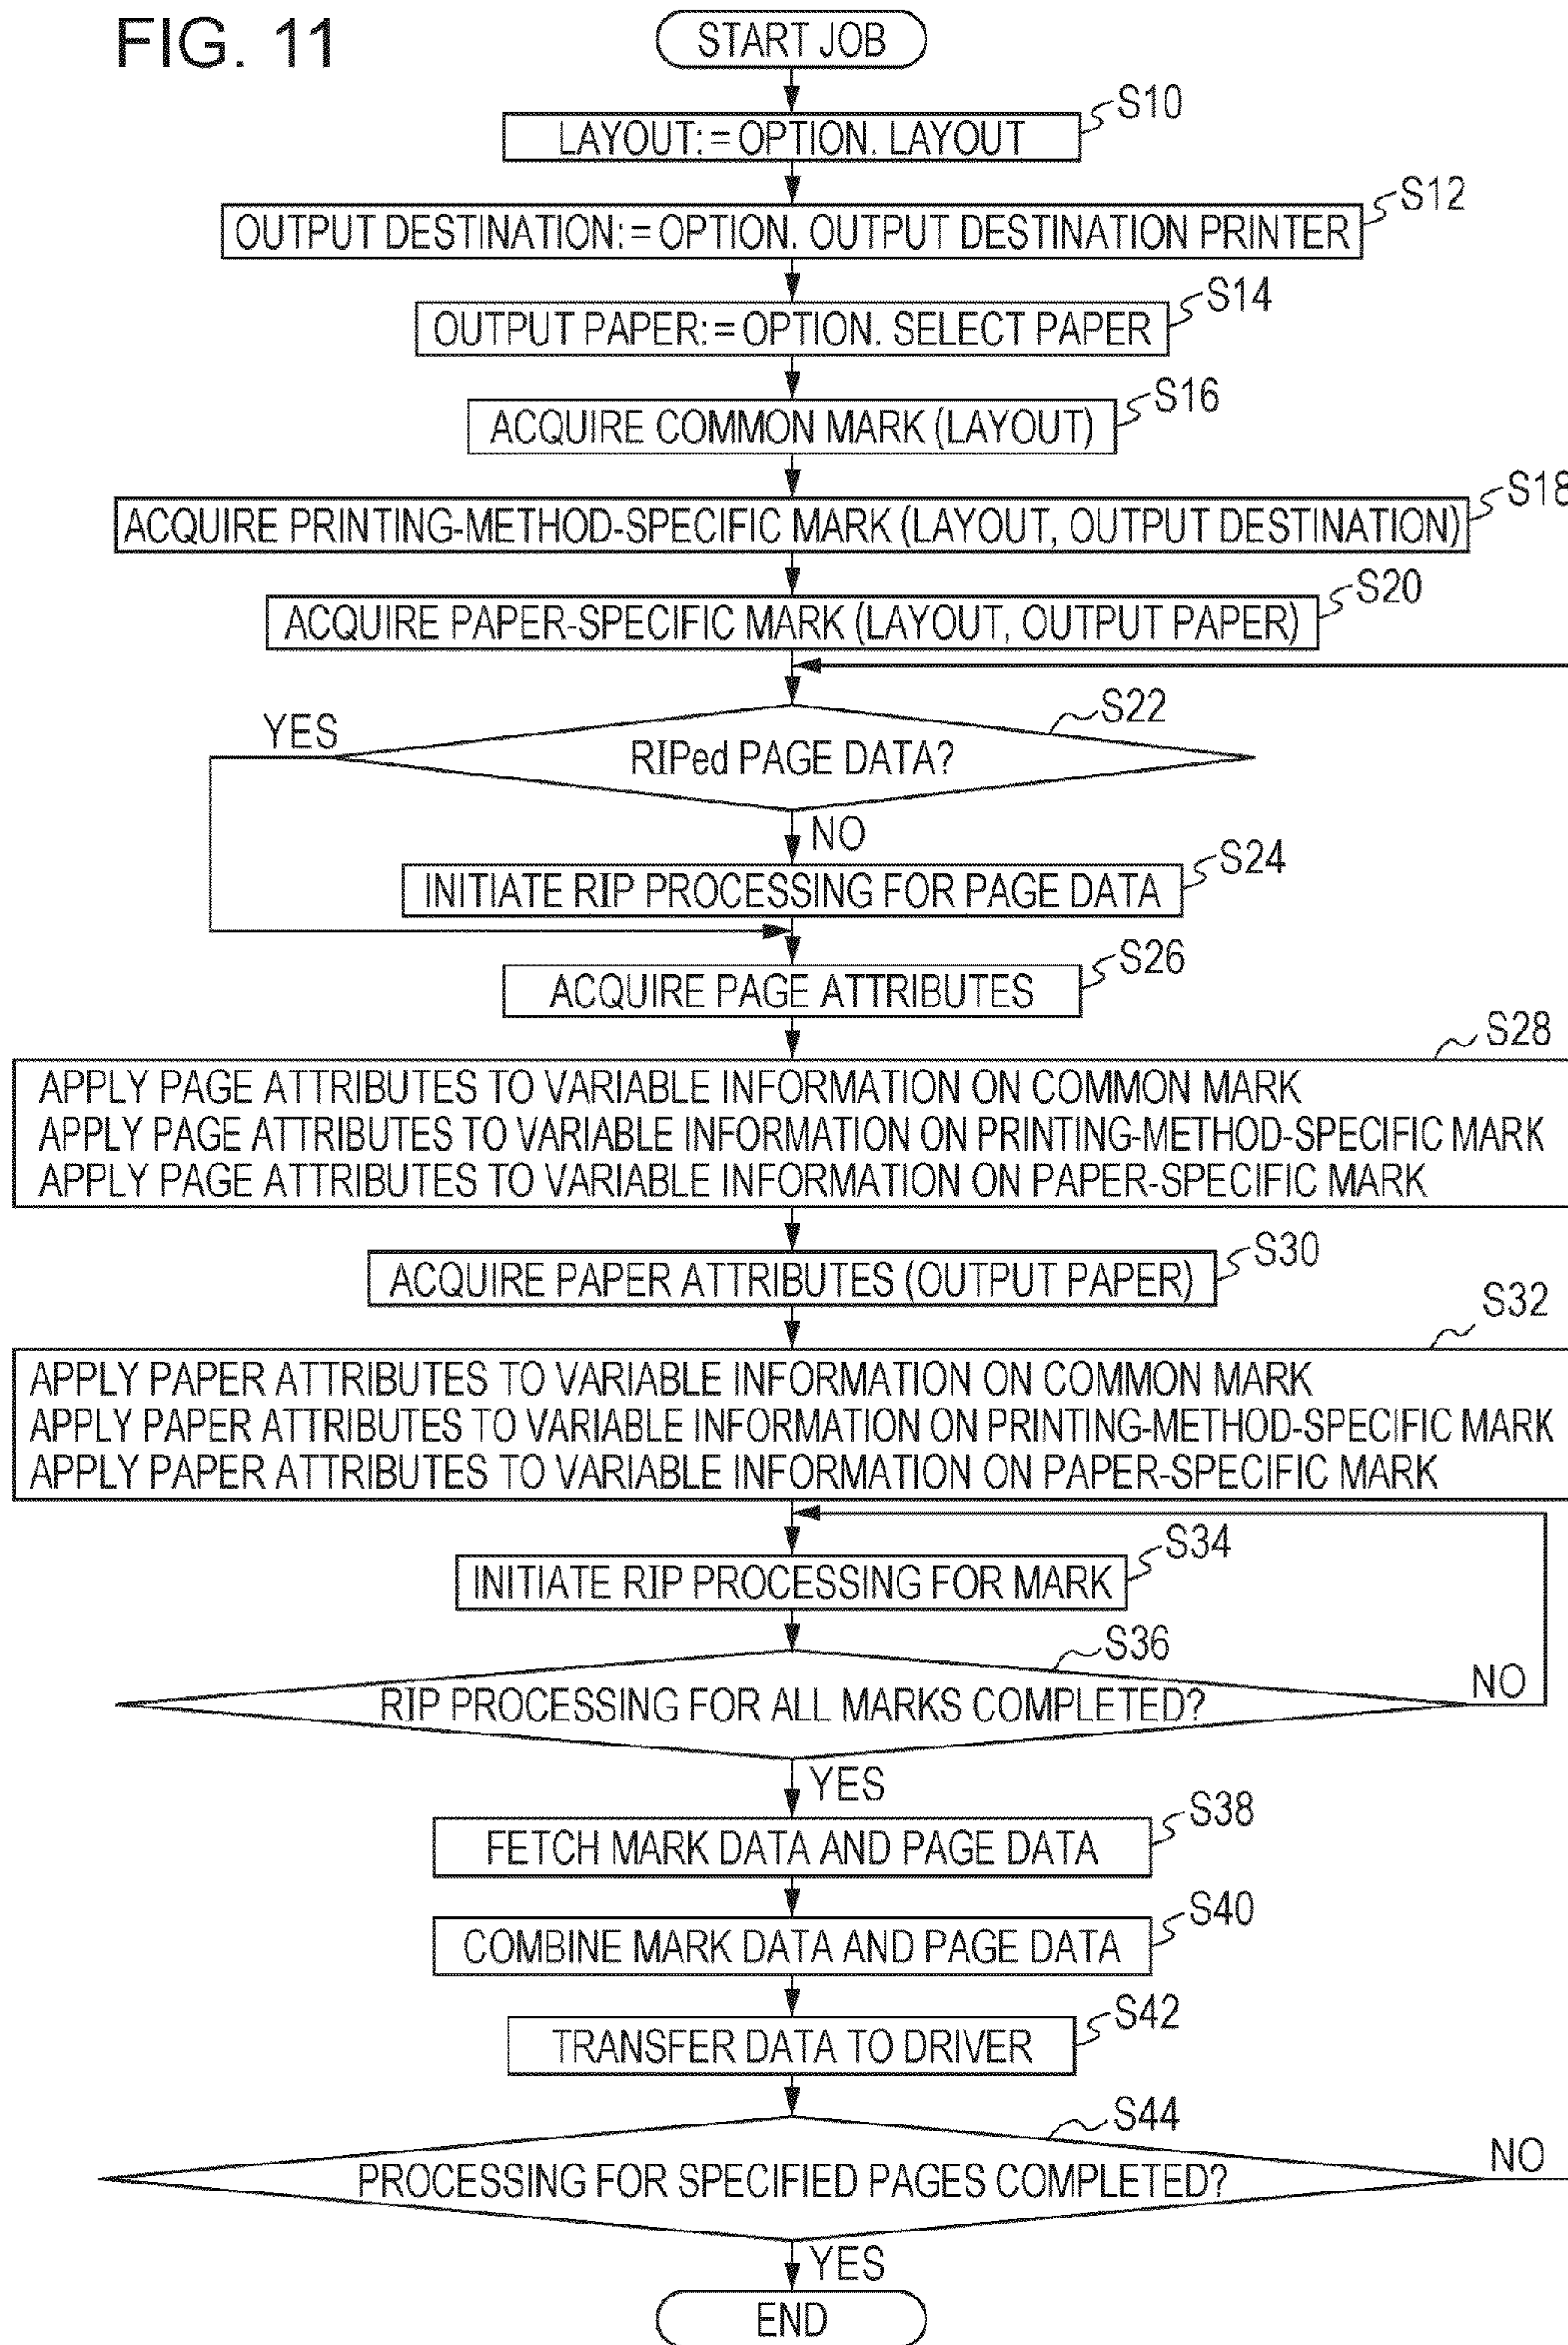 FIG. 11
START JOB
S10
LAYOUT:=OPTION. LAYOUT
S12
OUTPUT DESTINATION:=OPTION. OUTPUT DESTINATION PRINTER
S14
OUTPUT PAPER:=OPTION. SELECT PAPER
S16
ACQUIRE COMMON MARK (LAYOUT)
S18
ACQUIRE PRINTING-METHOD-SPECIFIC MARK (LAYOUT, OUTPUT DESTINATION)
S20
ACQUIRE PAPER-SPECIFIC MARK (LAYOUT, OUTPUT PAPER)
S22
YES
RIPed PAGE DATA?
NO
S24
INITIATE RIP PROCESSING FOR PAGE DATA
S26
ACQUIRE PAGE ATTRIBUTES
S28
APPLY PAGE ATTRIBUTES TO VARIABLE INFORMATION ON COMMON MARK
APPLY PAGE ATTRIBUTES TO VARIABLE INFORMATION ON PRINTING-METHOD-SPECIFIC MARK
APPLY PAGE ATTRIBUTES TO VARIABLE INFORMATION ON PAPER-SPECIFIC MARK
S30
ACQUIRE PAPER ATTRIBUTES (OUTPUT PAPER)
S32
APPLY PAPER ATTRIBUTES TO VARIABLE INFORMATION ON COMMON MARK
APPLY PAPER ATTRIBUTES TO VARIABLE INFORMATION ON PRINTING-METHOD-SPECIFIC MARK
APPLY PAPER ATTRIBUTES TO VARIABLE INFORMATION ON PAPER-SPECIFIC MARK
S34
INITIATE RIP PROCESSING FOR MARK
S36
RIP PROCESSING FOR ALL MARKS COMPLETED?
NO
YES
S38
FETCH MARK DATA AND PAGE DATA
S40
COMBINE MARK DATA AND PAGE DATA
S42
TRANSFER DATA TO DRIVER
S44
PROCESSING FOR SPECIFIED PAGES COMPLETED?
NO
YES
END